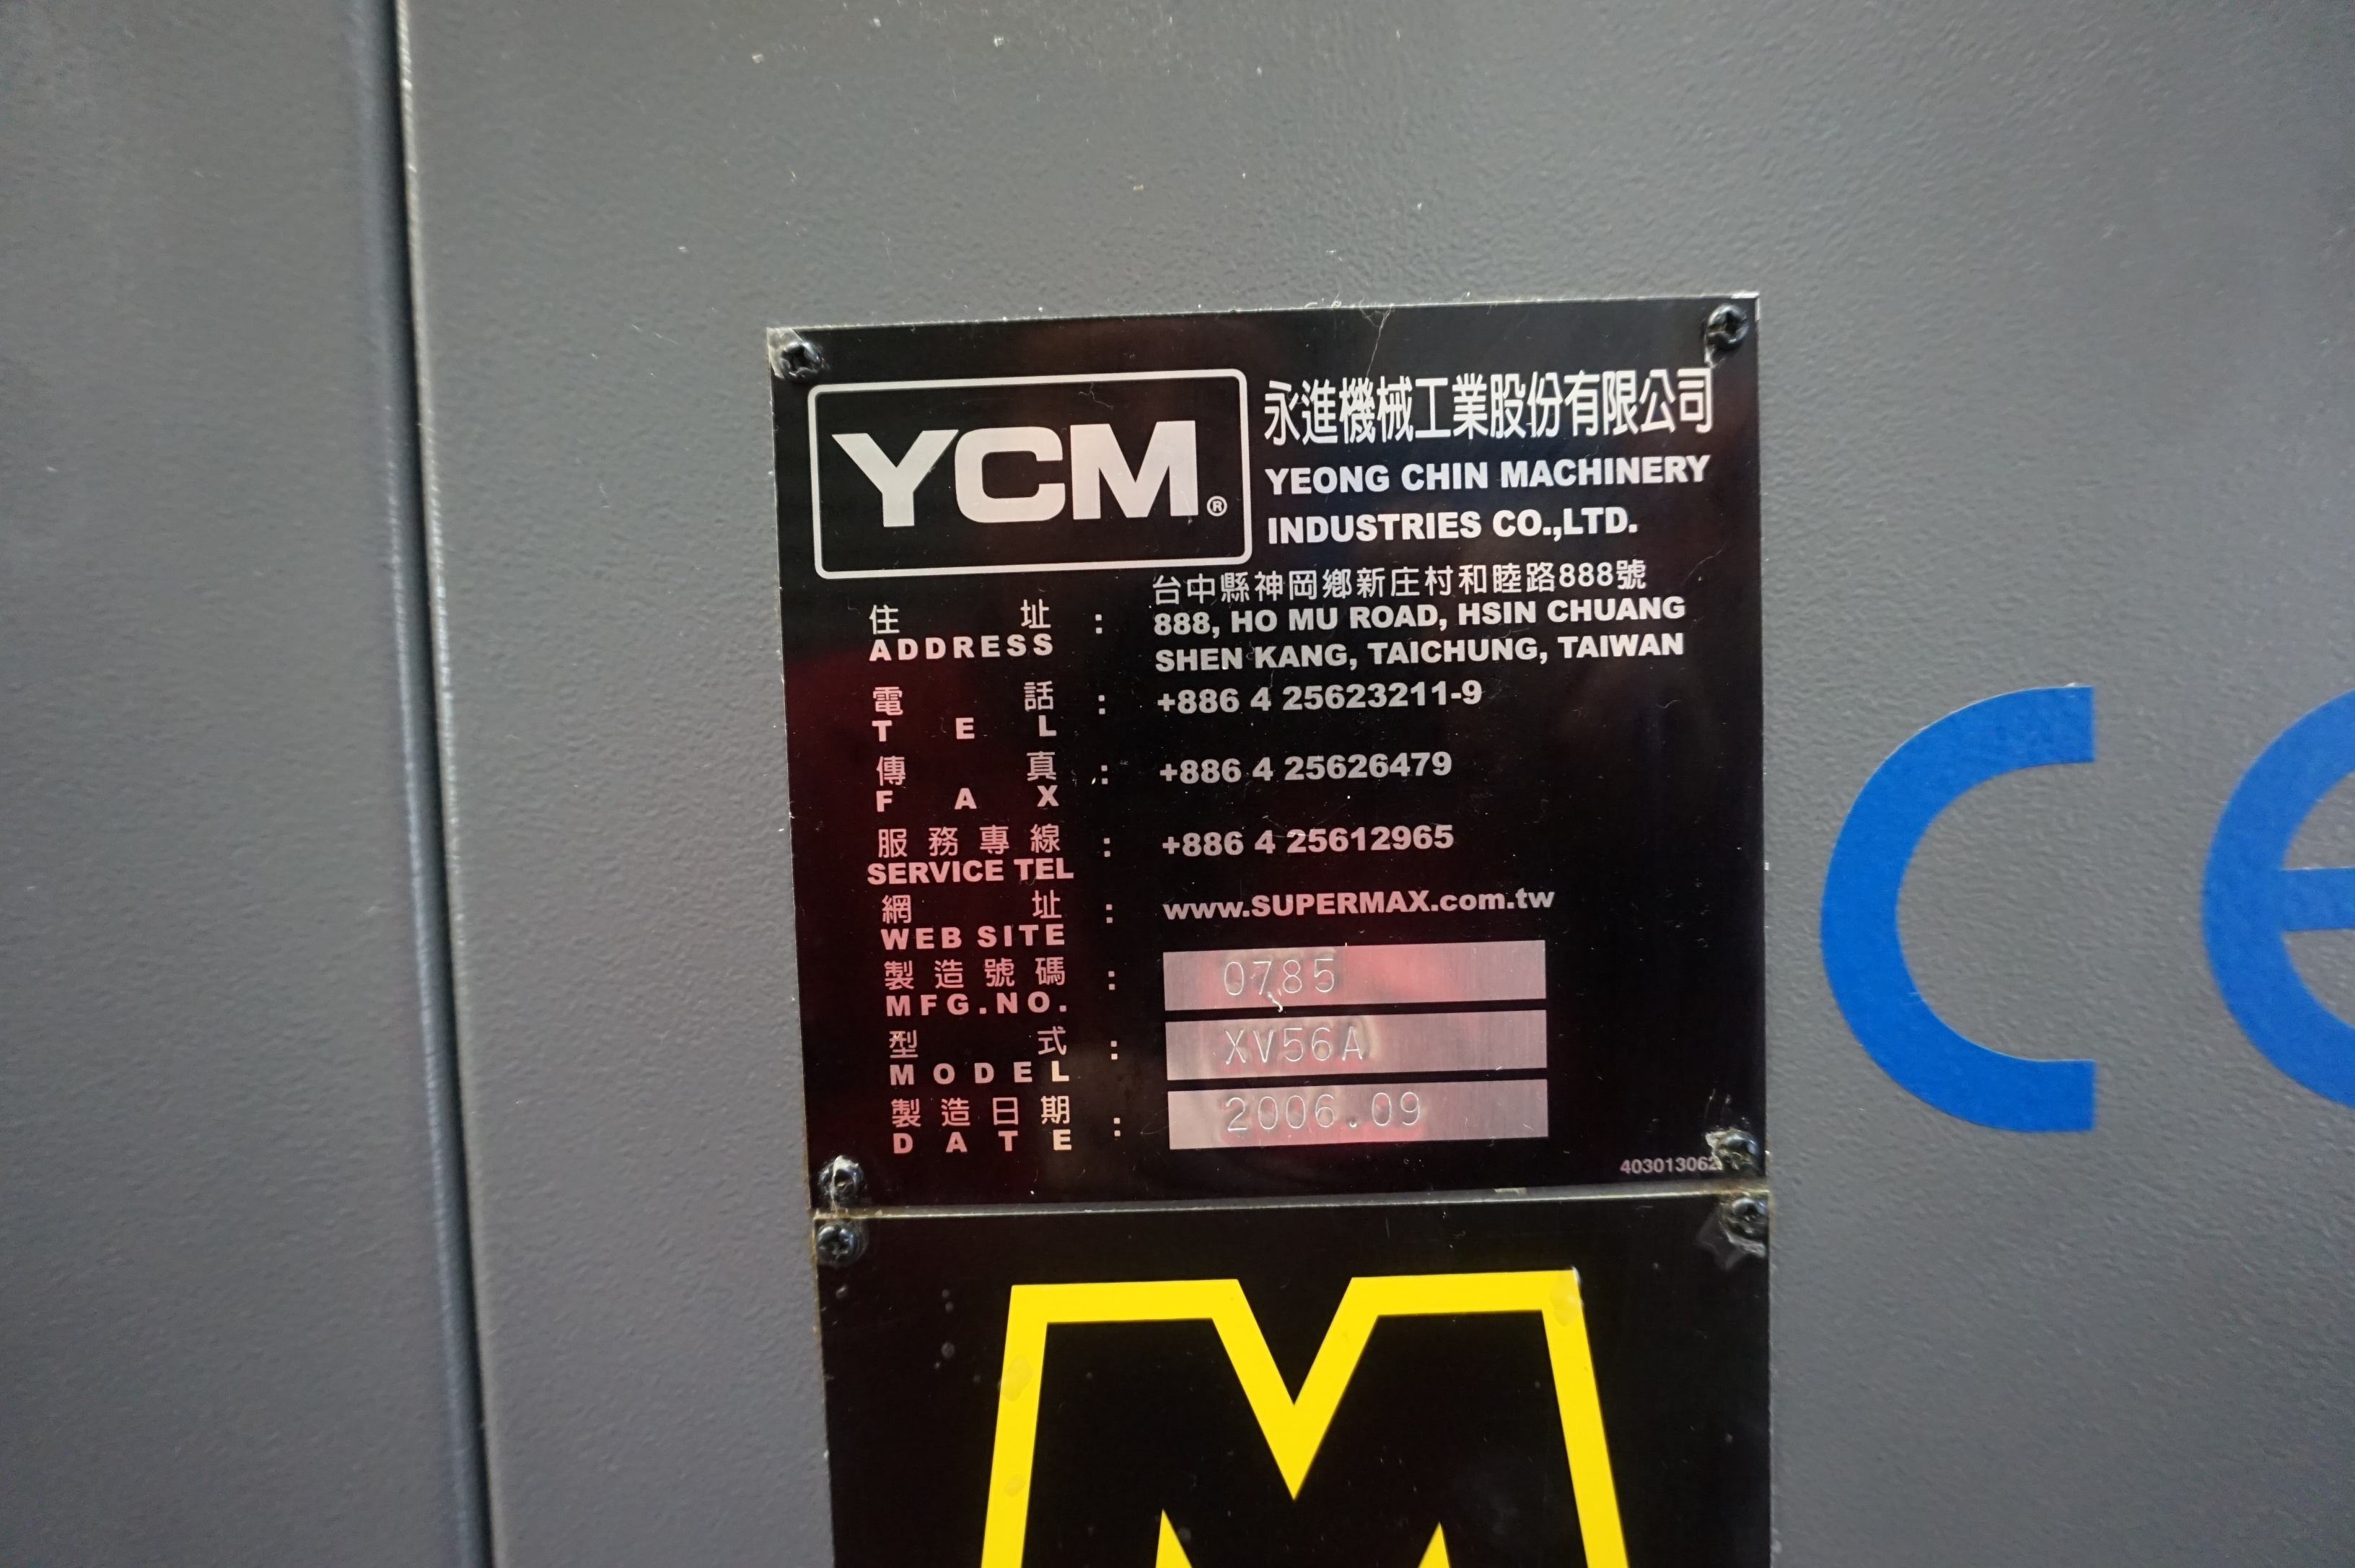 YCM®
永進機械工業股份有限公司
YEONG CHIN MACHINERY
INDUSTRIES CO.,LTD.
住址 : 台中縣神岡鄉新庄村和睦路888號
ADDRESS 888, HO MU ROAD, HSIN CHUANG
SHEN KANG, TAICHUNG, TAIWAN
電話 : +886 4 25623211-9
TEL
傳真 : +886 4 25626479
FAX
服務專線 : +886 4 25612965
SERVICE TEL
網址 : www.SUPERMAX.com.tw
WEB SITE
製造號碼 : 0785
MFG.NO.
型式 : XV56A
MODEL
製造日期 : 2006.09
DATE
CE
M